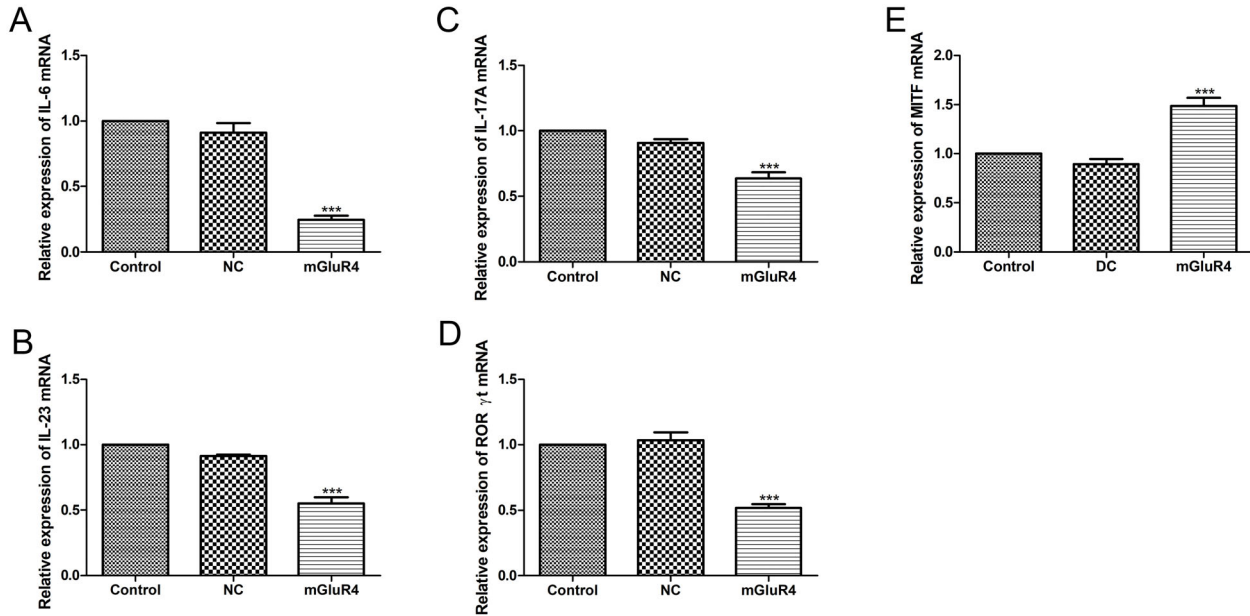 A
Relative expression of IL-6 mRNA
1.5
1.0
0.5
0.0
***
Control NC mGluR4
B
Relative expression of IL-23 mRNA
1.5
1.0
0.5
0.0
***
Control NC mGluR4
C
Relative expression of IL-17A mRNA
1.5
1.0
0.5
0.0
***
Control NC mGluR4
D
Relative expression of ROR γt mRNA
1.5
1.0
0.5
0.0
***
Control NC mGluR4
E
Relative expression of MITF mRNA
2.0
1.5
1.0
0.5
0.0
***
Control DC mGluR4